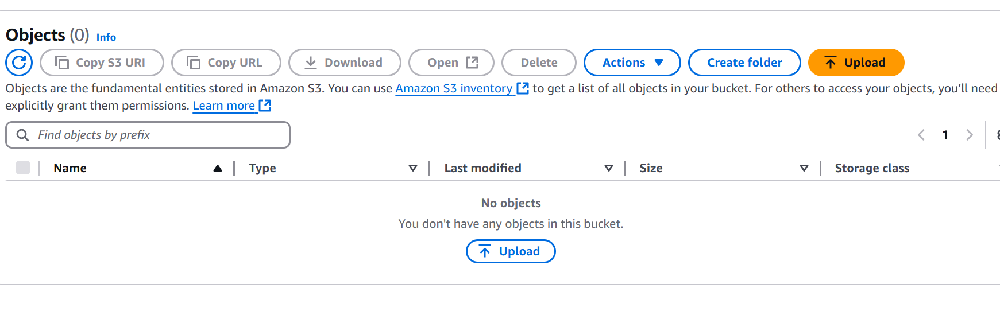 Objects (0) Info
Copy S3 URI Copy URL Download Open Delete Actions Create folder Upload
Objects are the fundamental entities stored in Amazon S3. You can use Amazon S3 inventory to get a list of all objects in your bucket. For others to access your objects, you’ll need
explicitly grant them permissions. Learn more
Find objects by prefix
1
Name Type Last modified Size Storage class
No objects
You don't have any objects in this bucket.
Upload